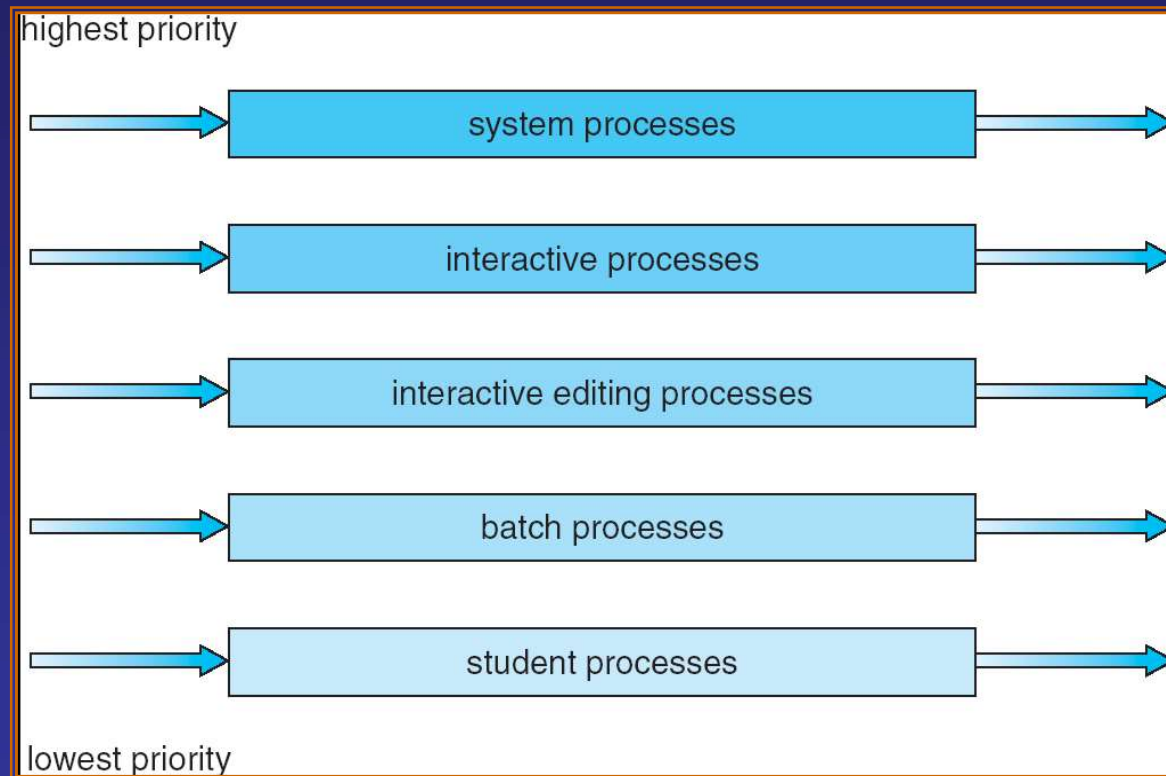 highest priority
system processes
interactive processes
interactive editing processes
batch processes
student processes
lowest priority